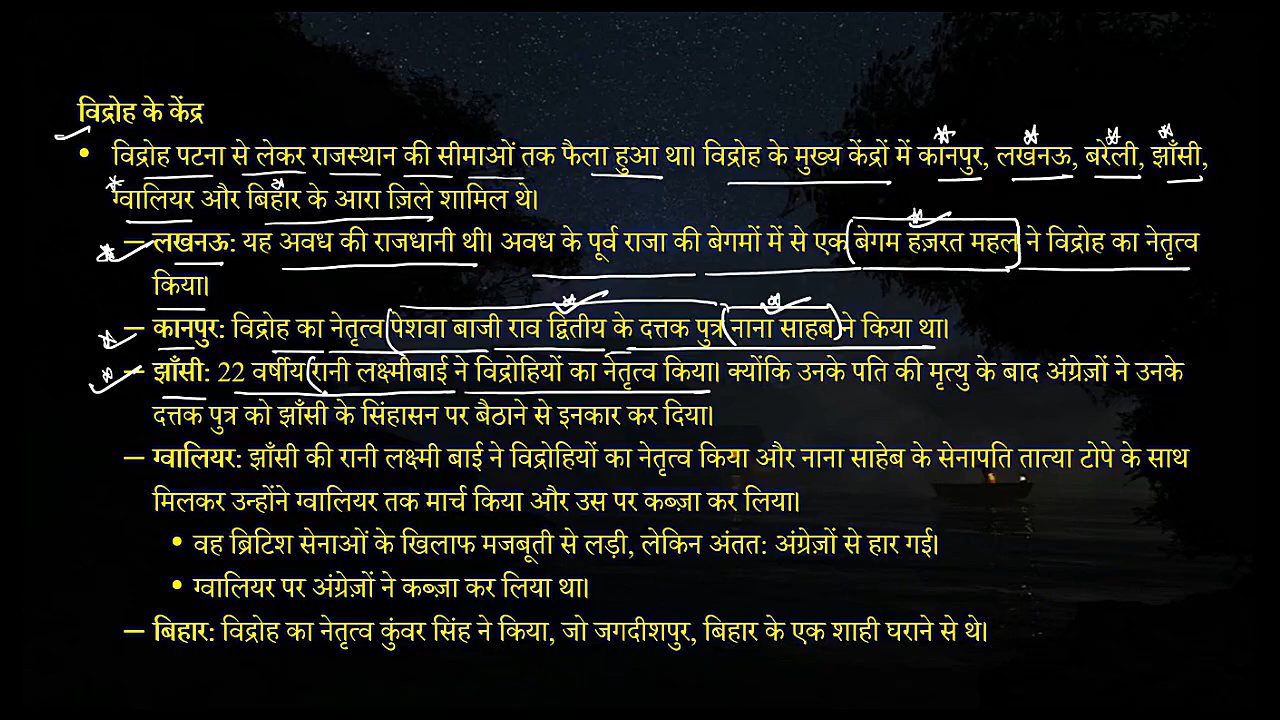 विद्रोह के केंद्र
• विद्रोह पटना से लेकर राजस्थान की सीमाओं तक फैला हुआ था। विद्रोह के मुख्य केंद्रों में कानपुर, लखनऊ, बरेली, झाँसी,
ग्वालियर और बिहार के आरा ज़िले शामिल थे।
– लखनऊ: यह अवध की राजधानी थी। अवध के पूर्व राजा की बेगमों में से एक बेगम हज़रत महल ने विद्रोह का नेतृत्व
किया।
– कानपुर: विद्रोह का नेतृत्व पेशवा बाजी राव द्वितीय के दत्तक पुत्र नाना साहब ने किया था।
– झाँसी: 22 वर्षीय रानी लक्ष्मीबाई ने विद्रोहियों का नेतृत्व किया। क्योंकि उनके पति की मृत्यु के बाद अंग्रेज़ों ने उनके
दत्तक पुत्र को झाँसी के सिंहासन पर बैठाने से इनकार कर दिया।
– ग्वालियर: झाँसी की रानी लक्ष्मी बाई ने विद्रोहियों का नेतृत्व किया और नाना साहेब के सेनापति तात्या टोपे के साथ
मिलकर उन्होंने ग्वालियर तक मार्च किया और उस पर कब्ज़ा कर लिया।
• वह ब्रिटिश सेनाओं के खिलाफ मजबूती से लड़ी, लेकिन अंतत: अंग्रेज़ों से हार गई।
• ग्वालियर पर अंग्रेज़ों ने कब्ज़ा कर लिया था।
– बिहार: विद्रोह का नेतृत्व कुंवर सिंह ने किया, जो जगदीशपुर, बिहार के एक शाही घराने से थे।